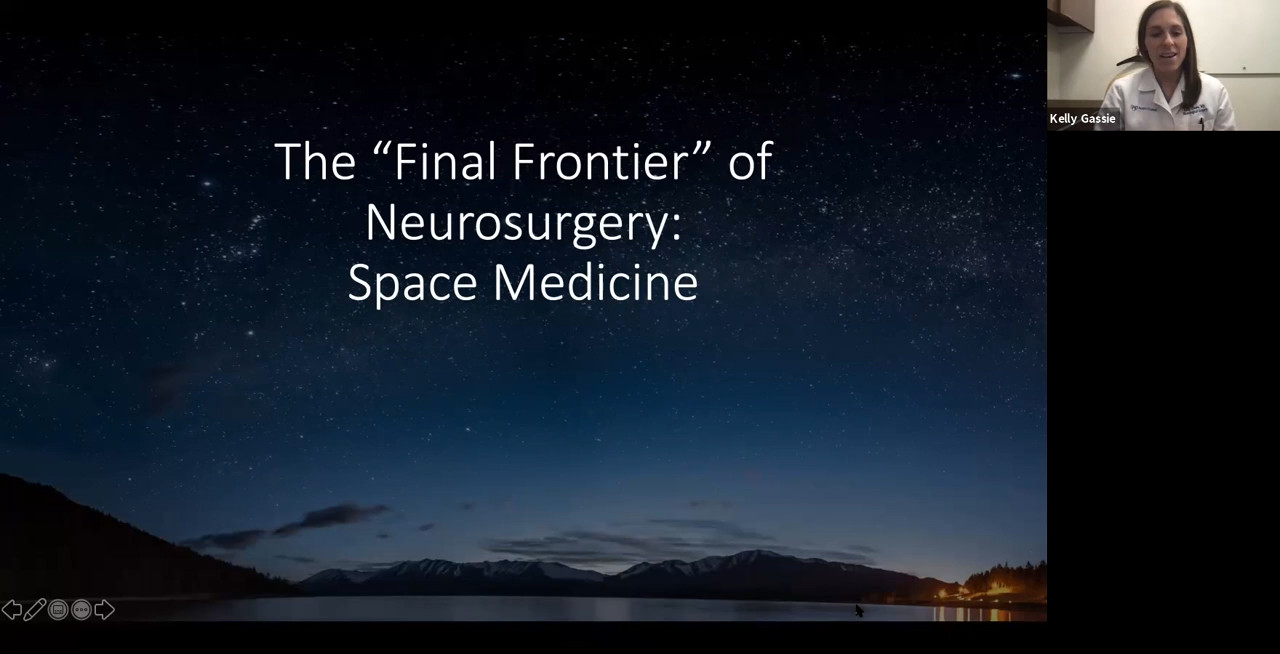 The “Final Frontier” of
Neurosurgery:
Space Medicine
Kelly Gassie